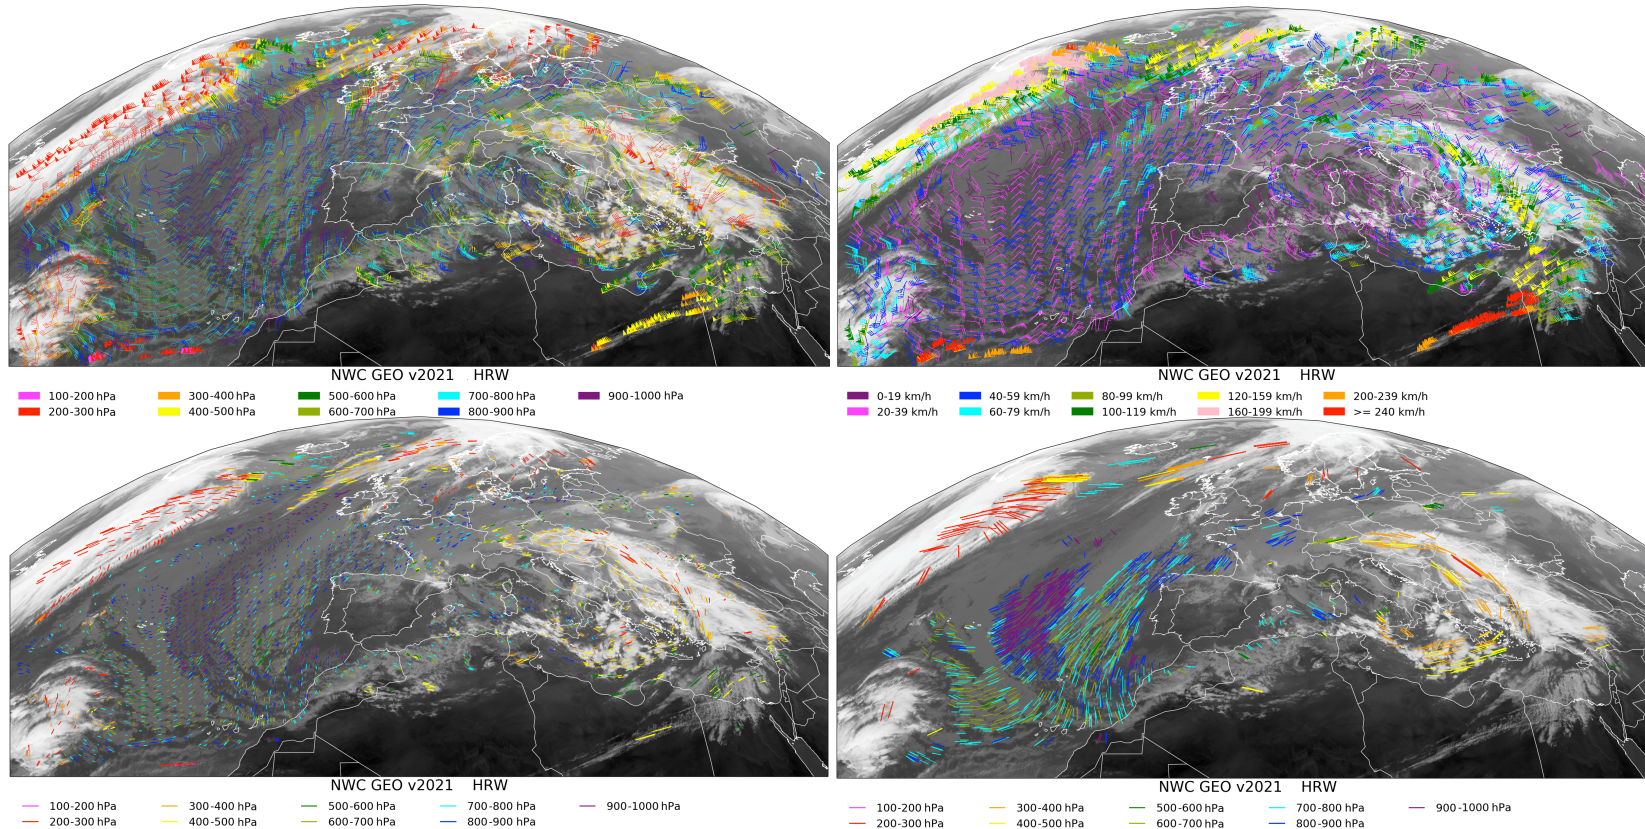 NWC GEO v2021 HRW
100-200 hPa 300-400 hPa 500-600 hPa 700-800 hPa 900-1000 hPa
200-300 hPa 400-500 hPa 600-700 hPa 800-900 hPa
NWC GEO v2021 HRW
0-19 km/h 40-59 km/h 80-99 km/h 120-159 km/h 200-239 km/h
20-39 km/h 60-79 km/h 100-119 km/h 160-199 km/h >= 240 km/h
NWC GEO v2021 HRW
100-200 hPa 300-400 hPa 500-600 hPa 700-800 hPa 900-1000 hPa
200-300 hPa 400-500 hPa 600-700 hPa 800-900 hPa
NWC GEO v2021 HRW
100-200 hPa 300-400 hPa 500-600 hPa 700-800 hPa 900-1000 hPa
200-300 hPa 400-500 hPa 600-700 hPa 800-900 hPa